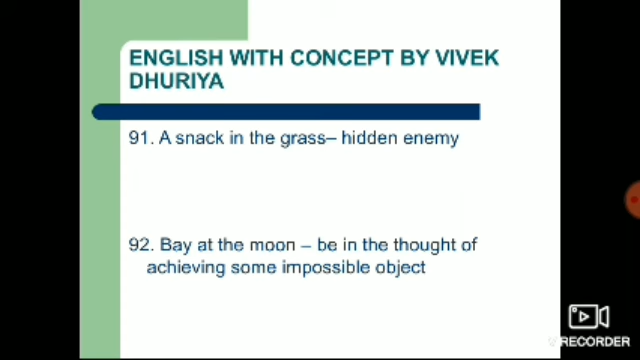 ENGLISH WITH CONCEPT BY VIVEK
DHURIYA
91. A snack in the grass– hidden enemy
92. Bay at the moon – be in the thought of
achieving some impossible object
RECORDER